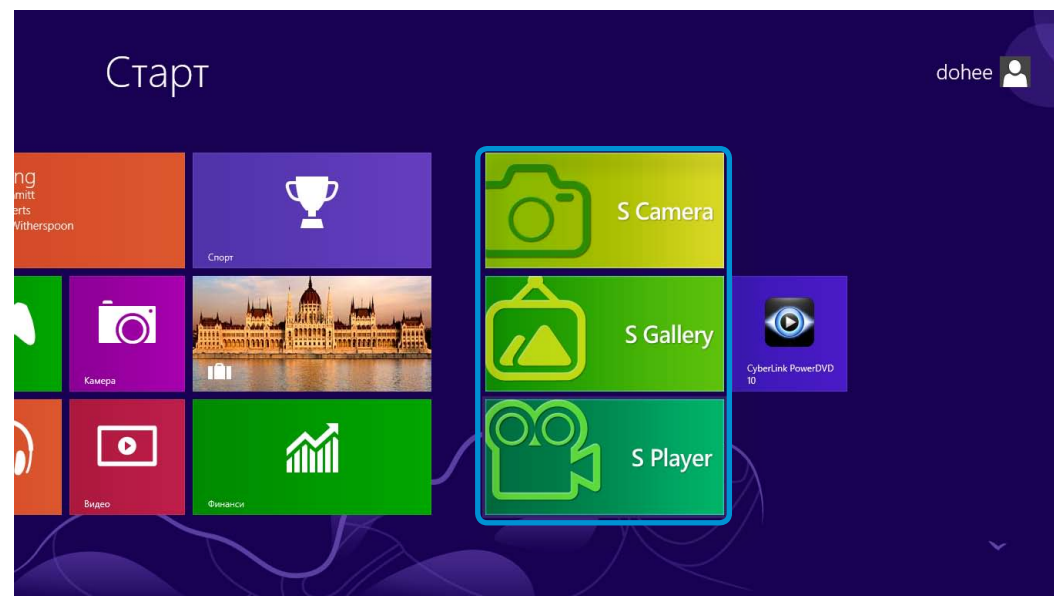 Старт
dohee
ng
mitt
erts
Witherspoon
Спорт
S Camera
Камера
S Gallery
CyberLink PowerDVD
10
Видео
Финанси
S Player